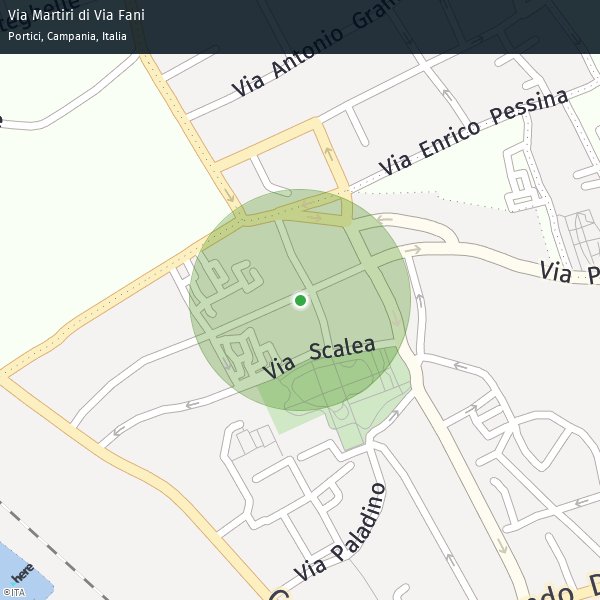 Via Martiri di Via Fani
Portici, Campania, Italia
Via Antonio Gram
Via Enrico Pessina
Via P
Via Scalea
Via Paladino
here
©ITA